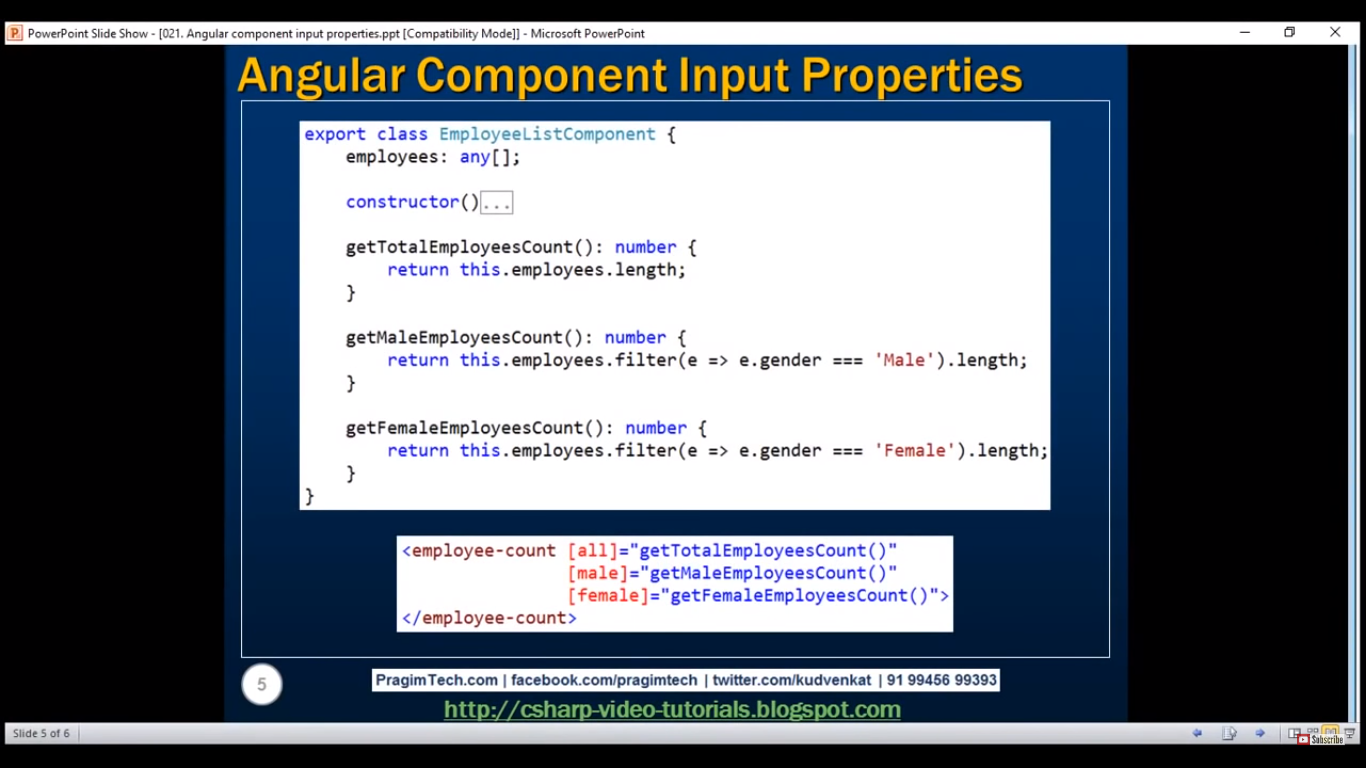 PowerPoint Slide Show - [021. Angular component input properties.ppt [Compatibility Mode]] - Microsoft PowerPoint
Angular Component Input Properties
export class EmployeeListComponent {
employees: any[];
constructor()...
getTotalEmployeesCount(): number {
return this.employees.length;
}
getMaleEmployeesCount(): number {
return this.employees.filter(e => e.gender === 'Male').length;
}
getFemaleEmployeesCount(): number {
return this.employees.filter(e => e.gender === 'Female').length;
}
}
<employee-count [all]="getTotalEmployeesCount()"
[male]="getMaleEmployeesCount()"
[female]="getFemaleEmployeesCount()">
</employee-count>
5
PragimTech.com | facebook.com/pragimtech | twitter.com/kudvenkat | 91 99456 99393
http://csharp-video-tutorials.blogspot.com
Slide 5 of 6
Subscribe